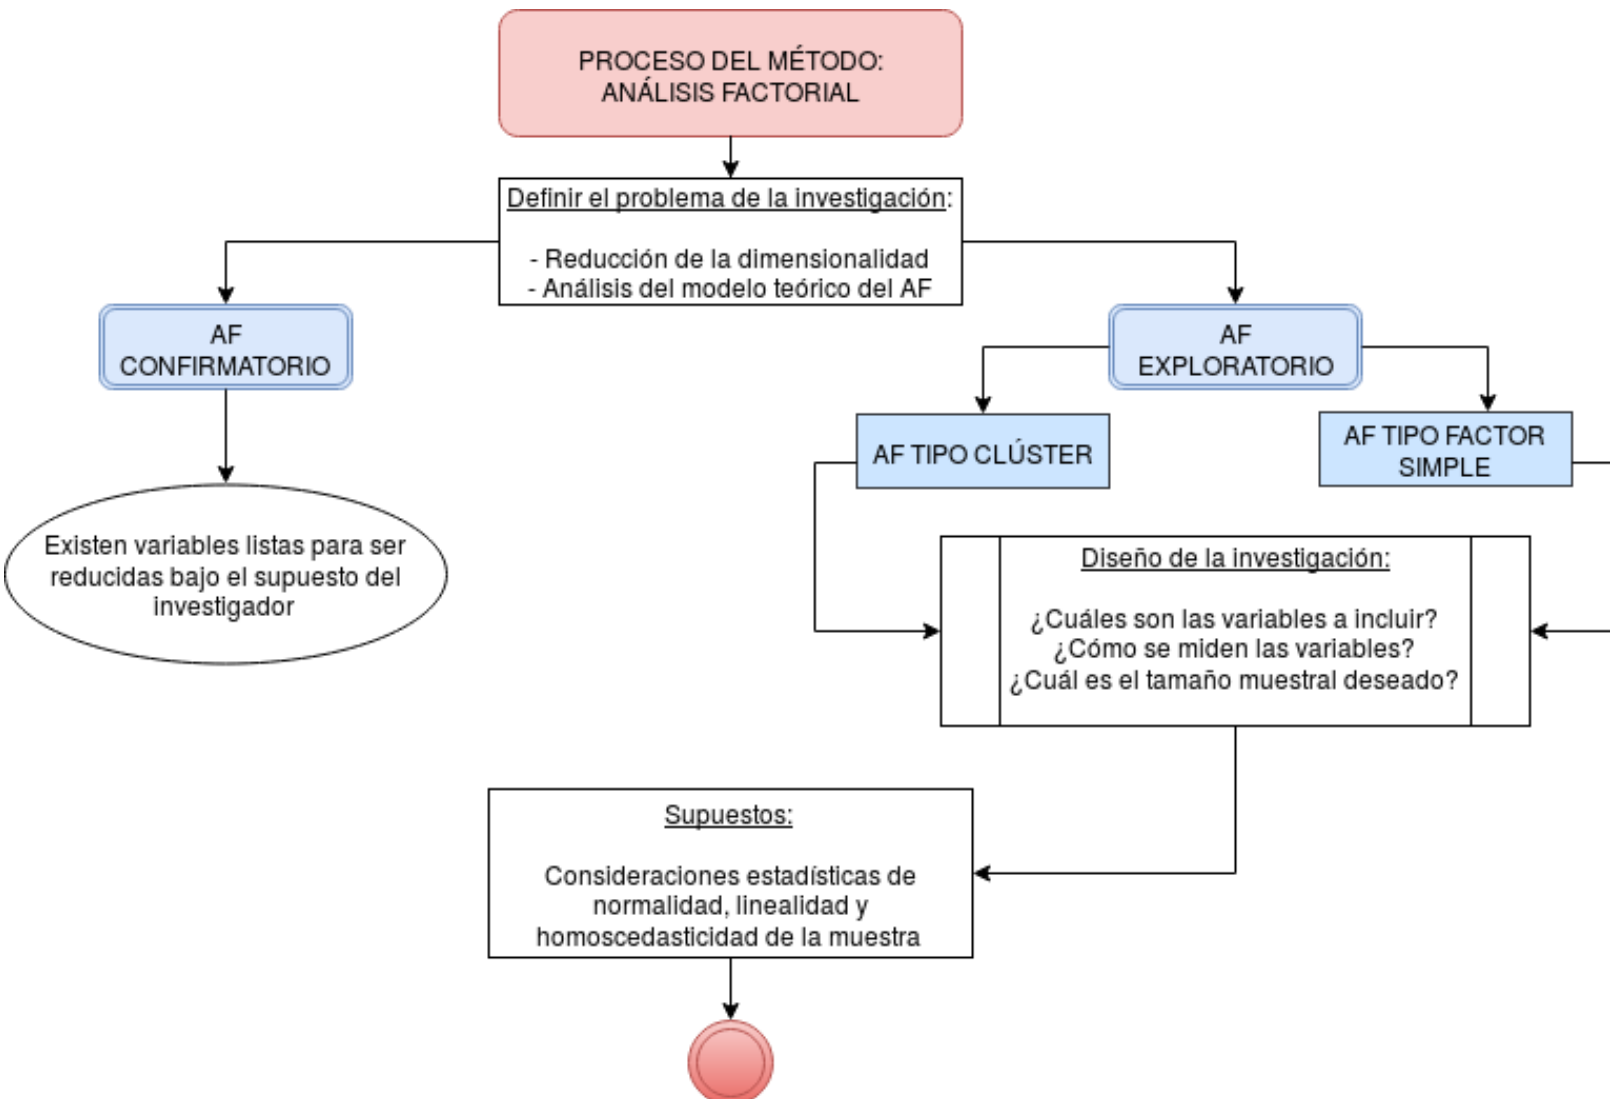 PROCESO DEL MÉTODO:
ANÁLISIS FACTORIAL
Definir el problema de la investigación:
- Reducción de la dimensionalidad
- Análisis del modelo teórico del AF
AF
CONFIRMATORIO
AF
EXPLORATORIO
AF TIPO CLÚSTER
AF TIPO FACTOR
SIMPLE
Existen variables listas para ser
reducidas bajo el supuesto del
investigador
Diseño de la investigación:
¿Cuáles son las variables a incluir?
¿Cómo se miden las variables?
¿Cuál es el tamaño muestral deseado?
Supuestos:
Consideraciones estadísticas de
normalidad, linealidad y
homoscedasticidad de la muestra